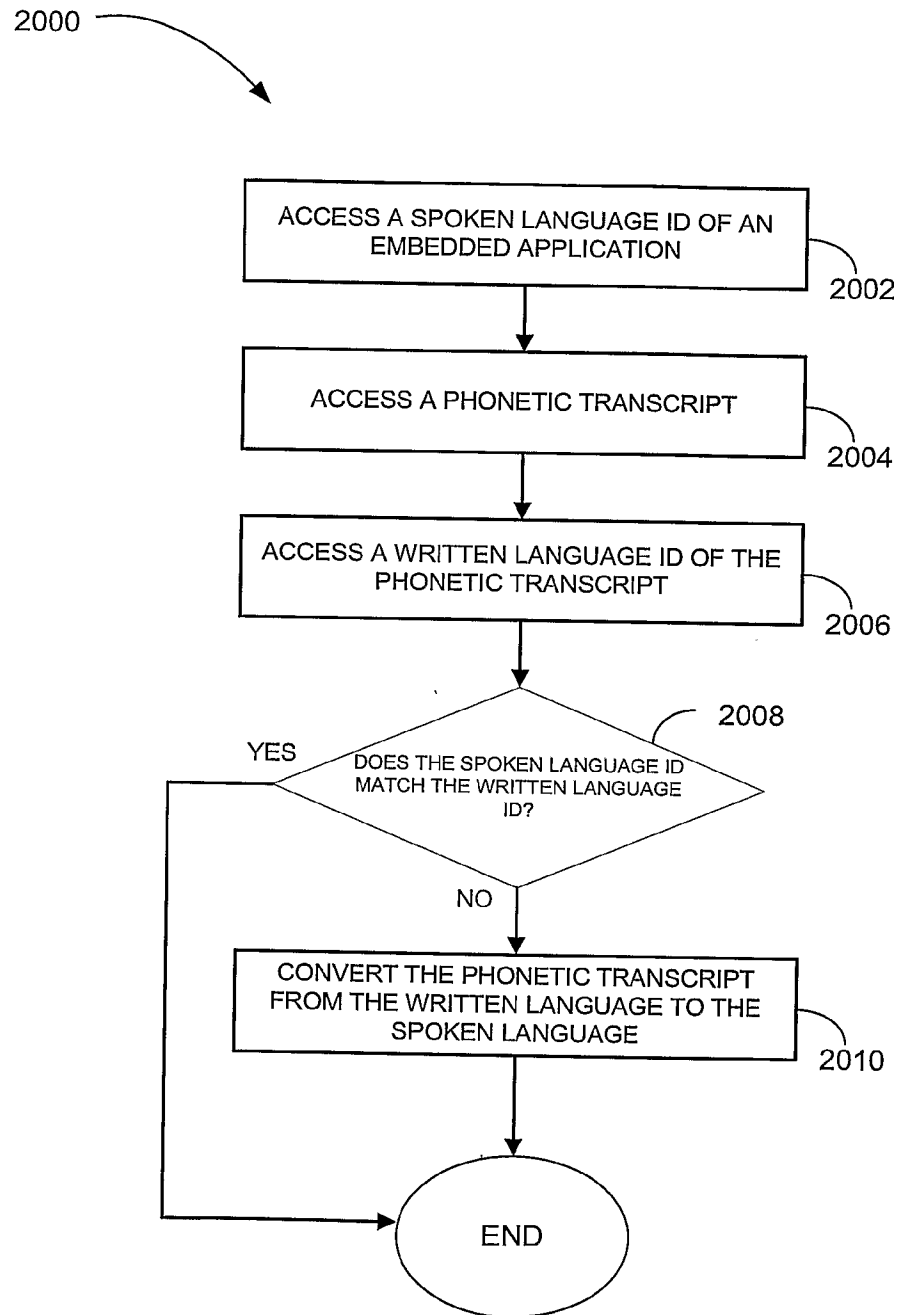 2000
ACCESS A SPOKEN LANGUAGE ID OF AN
EMBEDDED APPLICATION
2002
ACCESS A PHONETIC TRANSCRIPT
2004
ACCESS A WRITTEN LANGUAGE ID OF THE
PHONETIC TRANSCRIPT
2006
2008
YES
DOES THE SPOKEN LANGUAGE ID
MATCH THE WRITTEN LANGUAGE
ID?
NO
CONVERT THE PHONETIC TRANSCRIPT
FROM THE WRITTEN LANGUAGE TO THE
SPOKEN LANGUAGE
2010
END